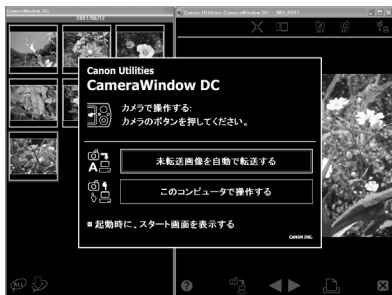 CameraWindow DC
2007/06/12
Canon Utilities CameraWindow DC - IMG_0007
Canon Utilities
CameraWindow DC
カメラで操作する:
カメラのボタンを押してください。
未転送画像を自動で転送する
このコンピュータで操作する
起動時に、スタート画面を表示する
CANON INC.
ALL